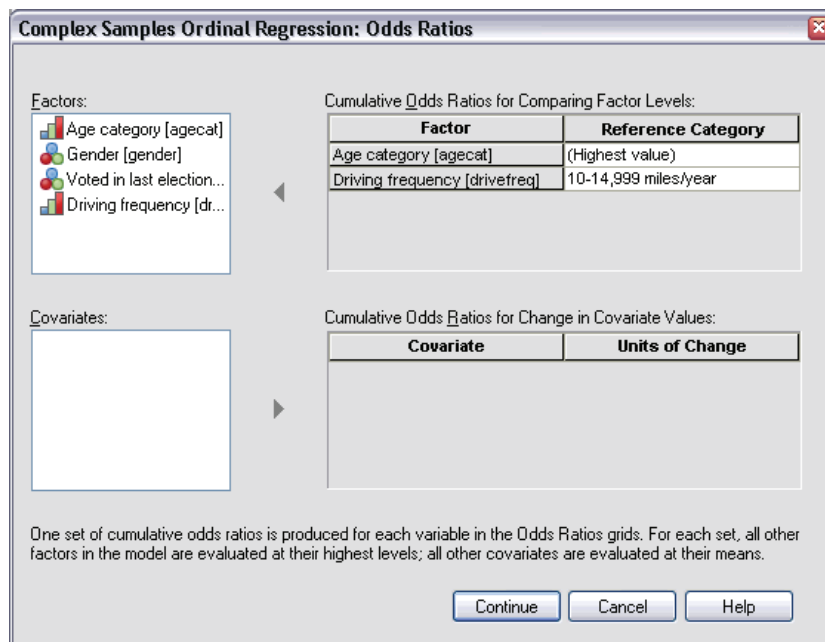 Complex Samples Ordinal Regression: Odds Ratios
Factors:
Age category [agecat]
Gender [gender]
Voted in last election...
Driving frequency [dr...
Cumulative Odds Ratios for Comparing Factor Levels:
Factor Reference Category
Age category [agecat] (Highest value)
Driving frequency [drivefreq] 10-14,999 miles/year
Covariates:
Cumulative Odds Ratios for Change in Covariate Values:
Covariate Units of Change
One set of cumulative odds ratios is produced for each variable in the Odds Ratios grids. For each set, all other
factors in the model are evaluated at their highest levels; all other covariates are evaluated at their means.
Continue Cancel Help